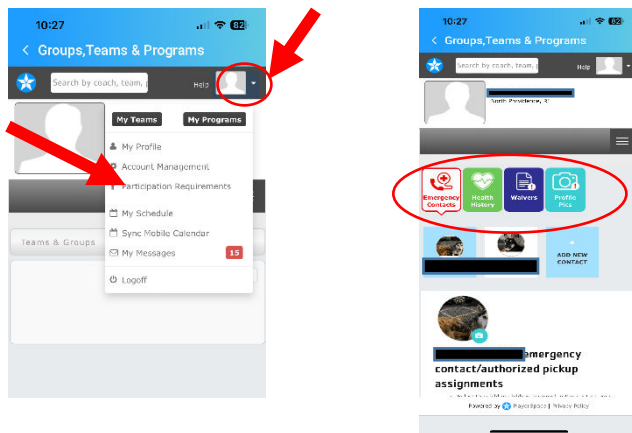 10:27
82
Groups,Teams & Programs
Search by coach, team,
Help
My Teams
My Programs
My Profile
Account Management
Participation Requirements
My Schedule
Sync Mobile Calendar
My Messages
15
Logoff
Teams & Groups
10:27
82
Groups,Teams & Programs
Search by coach, team,
Help
North Providence, RI
Emergency
Contacts
Health
History
Waivers
Profile
Pics
ADD NEW
CONTACT
emergency
contact/authorized pickup
assignments
Powered by PlayerSpace | Privacy Policy